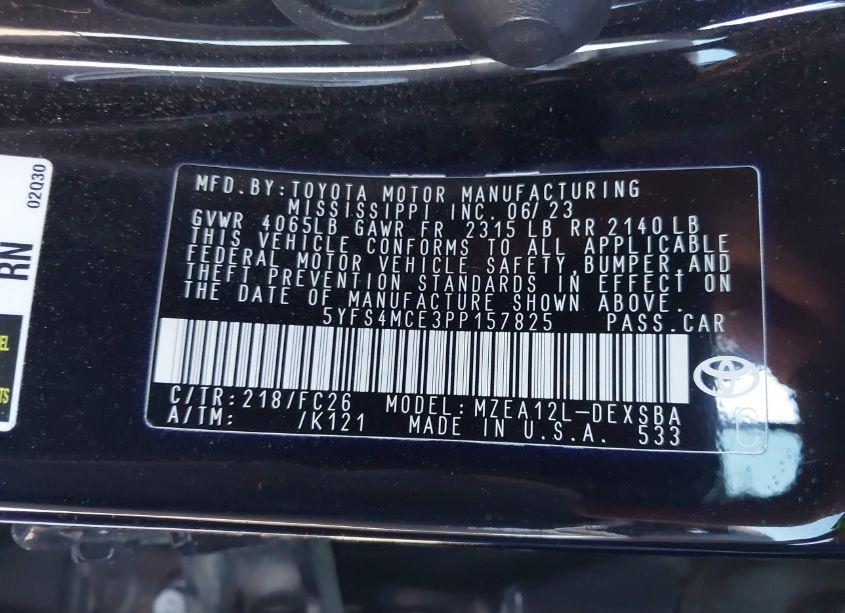 02Q30
RN
EL
TS
MFD.BY:TOYOTA MOTOR MANUFACTURING
MISSISSIPPI INC. 06/23
GVWR 4065LB GAWR FR 2315 LB RR 2140 LB
THIS VEHICLE CONFORMS TO ALL APPLICABLE
FEDERAL MOTOR VEHICLE SAFETY,BUMPER,AND
THEFT PREVENTION STANDARDS IN EFFECT ON
THE DATE OF MANUFACTURE SHOWN ABOVE.
5YFS4MCE3PP157825 PASS.CAR
C/TR:218/FC26 MODEL:MZEA12L-DEXSBA
A/TM: /K121 MADE IN U.S.A. 533
C